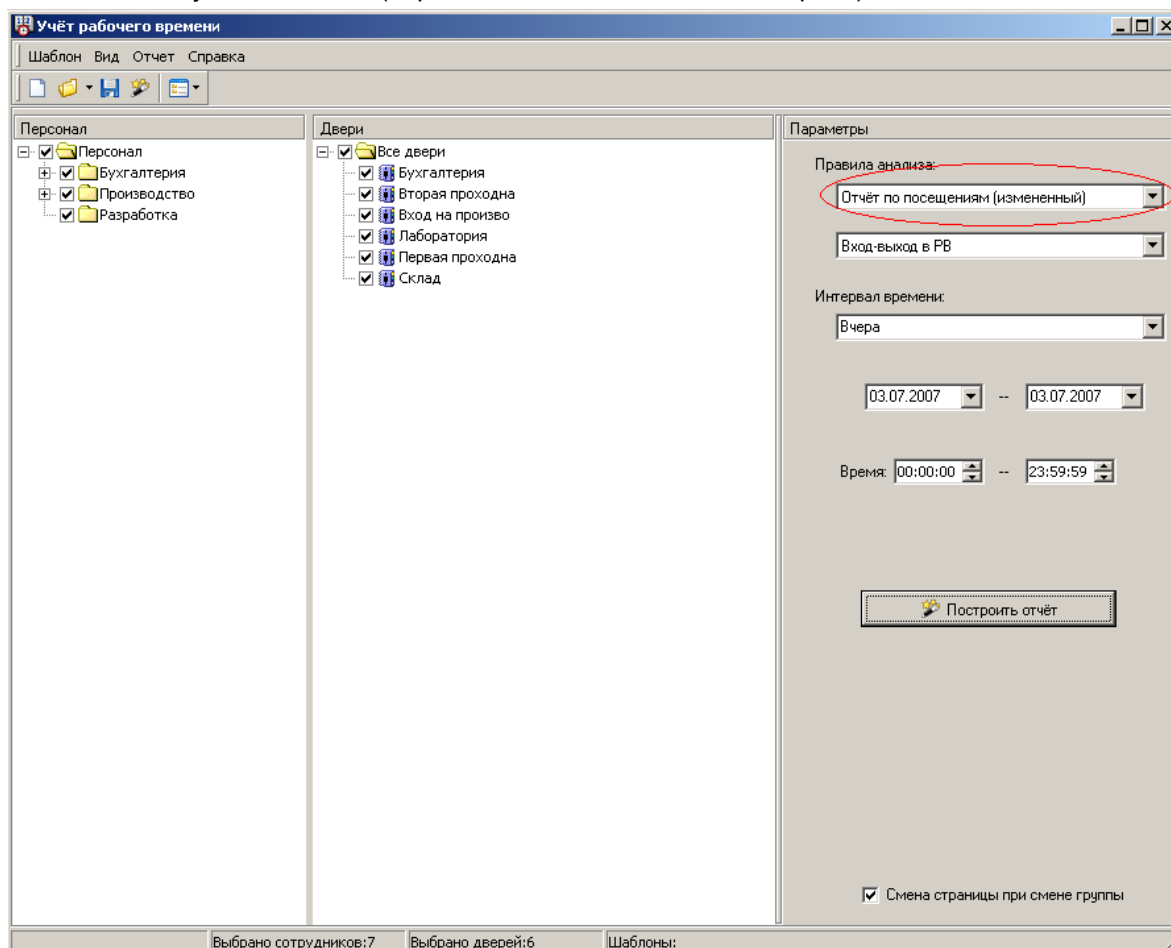 Учёт рабочего времени
Шаблон Вид Отчет Справка
Персонал
Персонал
Бухгалтерия
Производство
Разработка
Двери
Все двери
Бухгалтерия
Вторая проходна
Вход на произво
Лаборатория
Первая проходна
Склад
Параметры
Правила анализа:
Отчёт по посещениям (измененный)
Вход-выход в РВ
Интервал времени:
Вчера
03.07.2007 -- 03.07.2007
Время: 00:00:00 -- 23:59:59
Построить отчёт
Смена страницы при смене группы
Выбрано сотрудников:7 Выбрано дверей:6 Шаблоны: